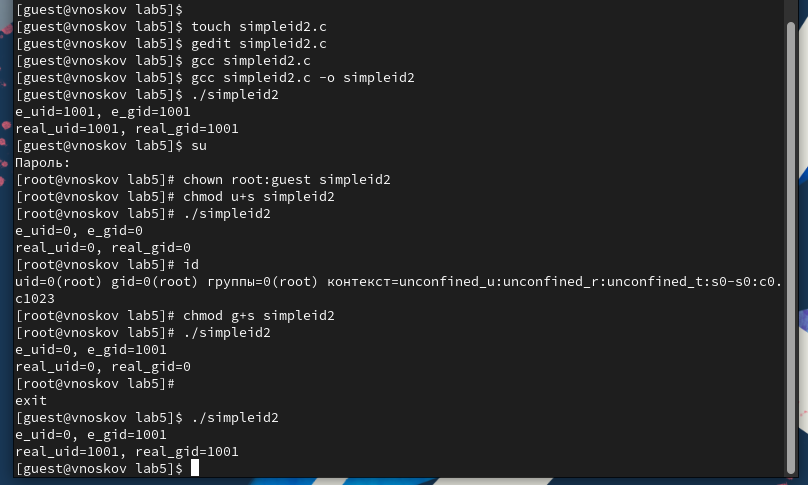 [guest@vnoskov lab5]$
[guest@vnoskov lab5]$ touch simpleid2.c
[guest@vnoskov lab5]$ gedit simpleid2.c
[guest@vnoskov lab5]$ gcc simpleid2.c
[guest@vnoskov lab5]$ gcc simpleid2.c -o simpleid2
[guest@vnoskov lab5]$ ./simpleid2
e_uid=1001, e_gid=1001
real_uid=1001, real_gid=1001
[guest@vnoskov lab5]$ su
Пароль:
[root@vnoskov lab5]# chown root:guest simpleid2
[root@vnoskov lab5]# chmod u+s simpleid2
[root@vnoskov lab5]# ./simpleid2
e_uid=0, e_gid=0
real_uid=0, real_gid=0
[root@vnoskov lab5]# id
uid=0(root) gid=0(root) группы=0(root) контекст=unconfined_u:unconfined_r:unconfined_t:s0-s0:c0.
c1023
[root@vnoskov lab5]# chmod g+s simpleid2
[root@vnoskov lab5]# ./simpleid2
e_uid=0, e_gid=1001
real_uid=0, real_gid=0
[root@vnoskov lab5]#
exit
[guest@vnoskov lab5]$ ./simpleid2
e_uid=0, e_gid=1001
real_uid=1001, real_gid=1001
[guest@vnoskov lab5]$